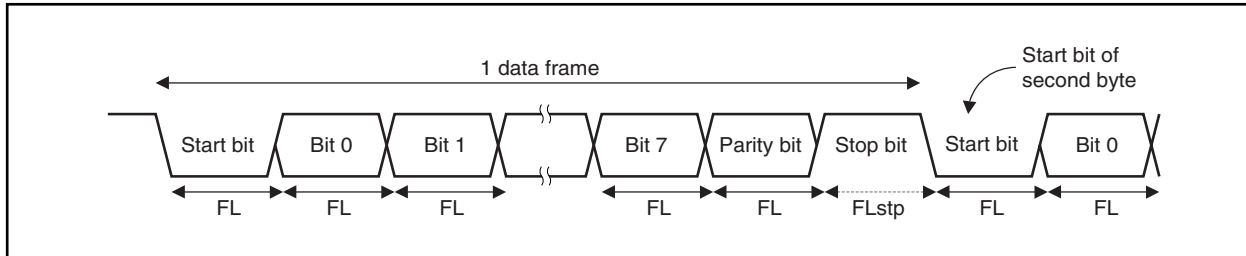 1 data frame
Start bit of
second byte
Start bit
Bit 0
Bit 1
Bit 7
Parity bit
Stop bit
Start bit
Bit 0
FL
FL
FL
FL
FL
FLstp
FL
FL